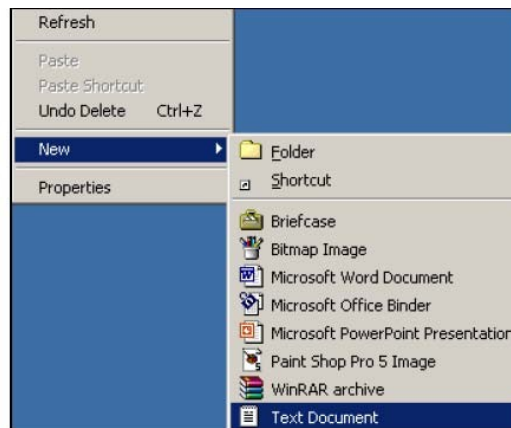 Refresh
Paste
Paste Shortcut
Undo Delete Ctrl+Z
New
Properties
Folder
Shortcut
Briefcase
Bitmap Image
Microsoft Word Document
Microsoft Office Binder
Microsoft PowerPoint Presentation
Paint Shop Pro 5 Image
WinRAR archive
Text Document